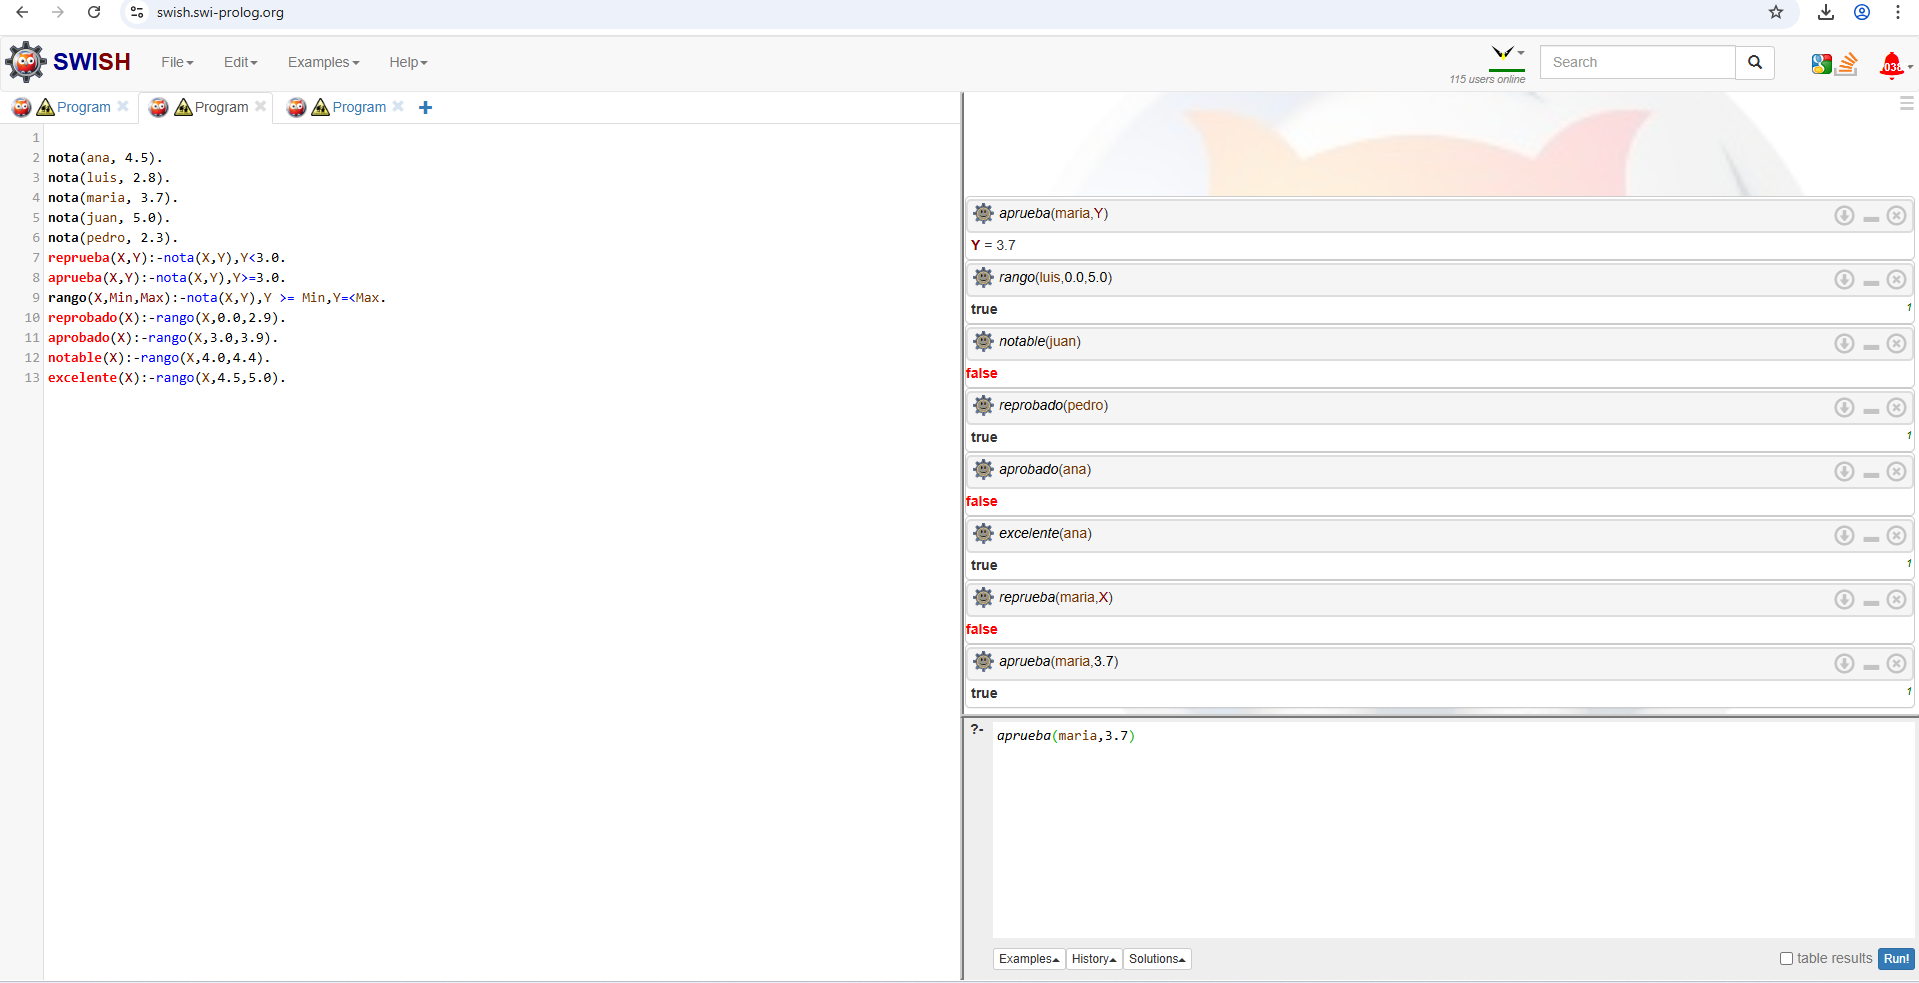 swish.swi-prolog.org
SWISH File Edit Examples Help 115 users online Search
Program Program Program
1
2 nota(ana, 4.5).
3 nota(luis, 2.8).
4 nota(maria, 3.7).
5 nota(juan, 5.0).
6 nota(pedro, 2.3).
7 reprueba(X,Y):-nota(X,Y),Y<3.0.
8 aprueba(X,Y):-nota(X,Y),Y>=3.0.
9 rango(X,Min,Max):-nota(X,Y),Y >= Min,Y=<Max.
10 reprobado(X):-rango(X,0.0,2.9).
11 aprobado(X):-rango(X,3.0,3.9).
12 notable(X):-rango(X,4.0,4.4).
13 excelente(X):-rango(X,4.5,5.0).
aprueba(maria,Y)
Y = 3.7
rango(luis,0.0,5.0)
true 1
notable(juan)
false
reprobado(pedro)
true 1
aprobado(ana)
false
excelente(ana)
true 1
reprueba(maria,X)
false
aprueba(maria,3.7)
true 1
?- aprueba(maria,3.7)
Examples History Solutions table results Run!